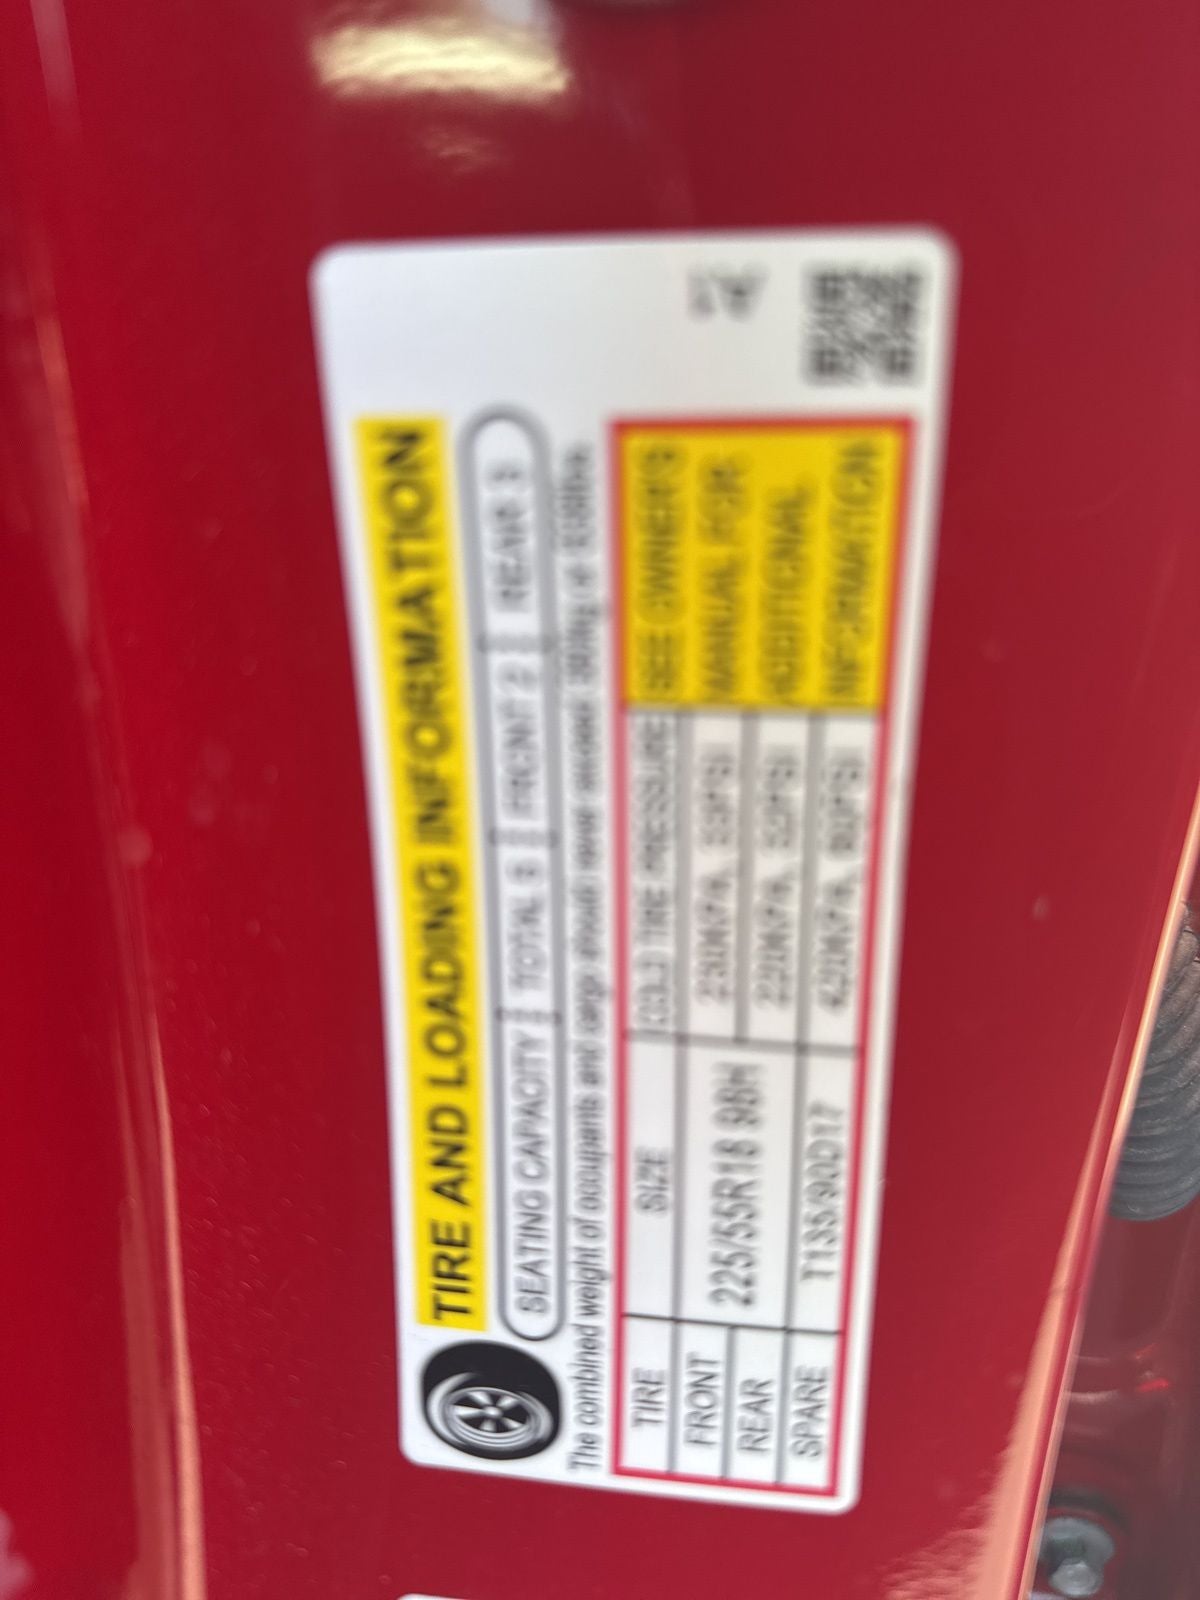 TIRE AND LOADING INFORMATION
SEATING CAPACITY TOTAL 5 FRONT 2 REAR 3
The combined weight of occupants and cargo should never exceed
TIRE SIZE COLD TIRE PRESSURE SEE OWNER'S
FRONT 225/55R18 98H MANUAL FOR
REAR ADDITIONAL
SPARE T135/90D17 INFORMATION